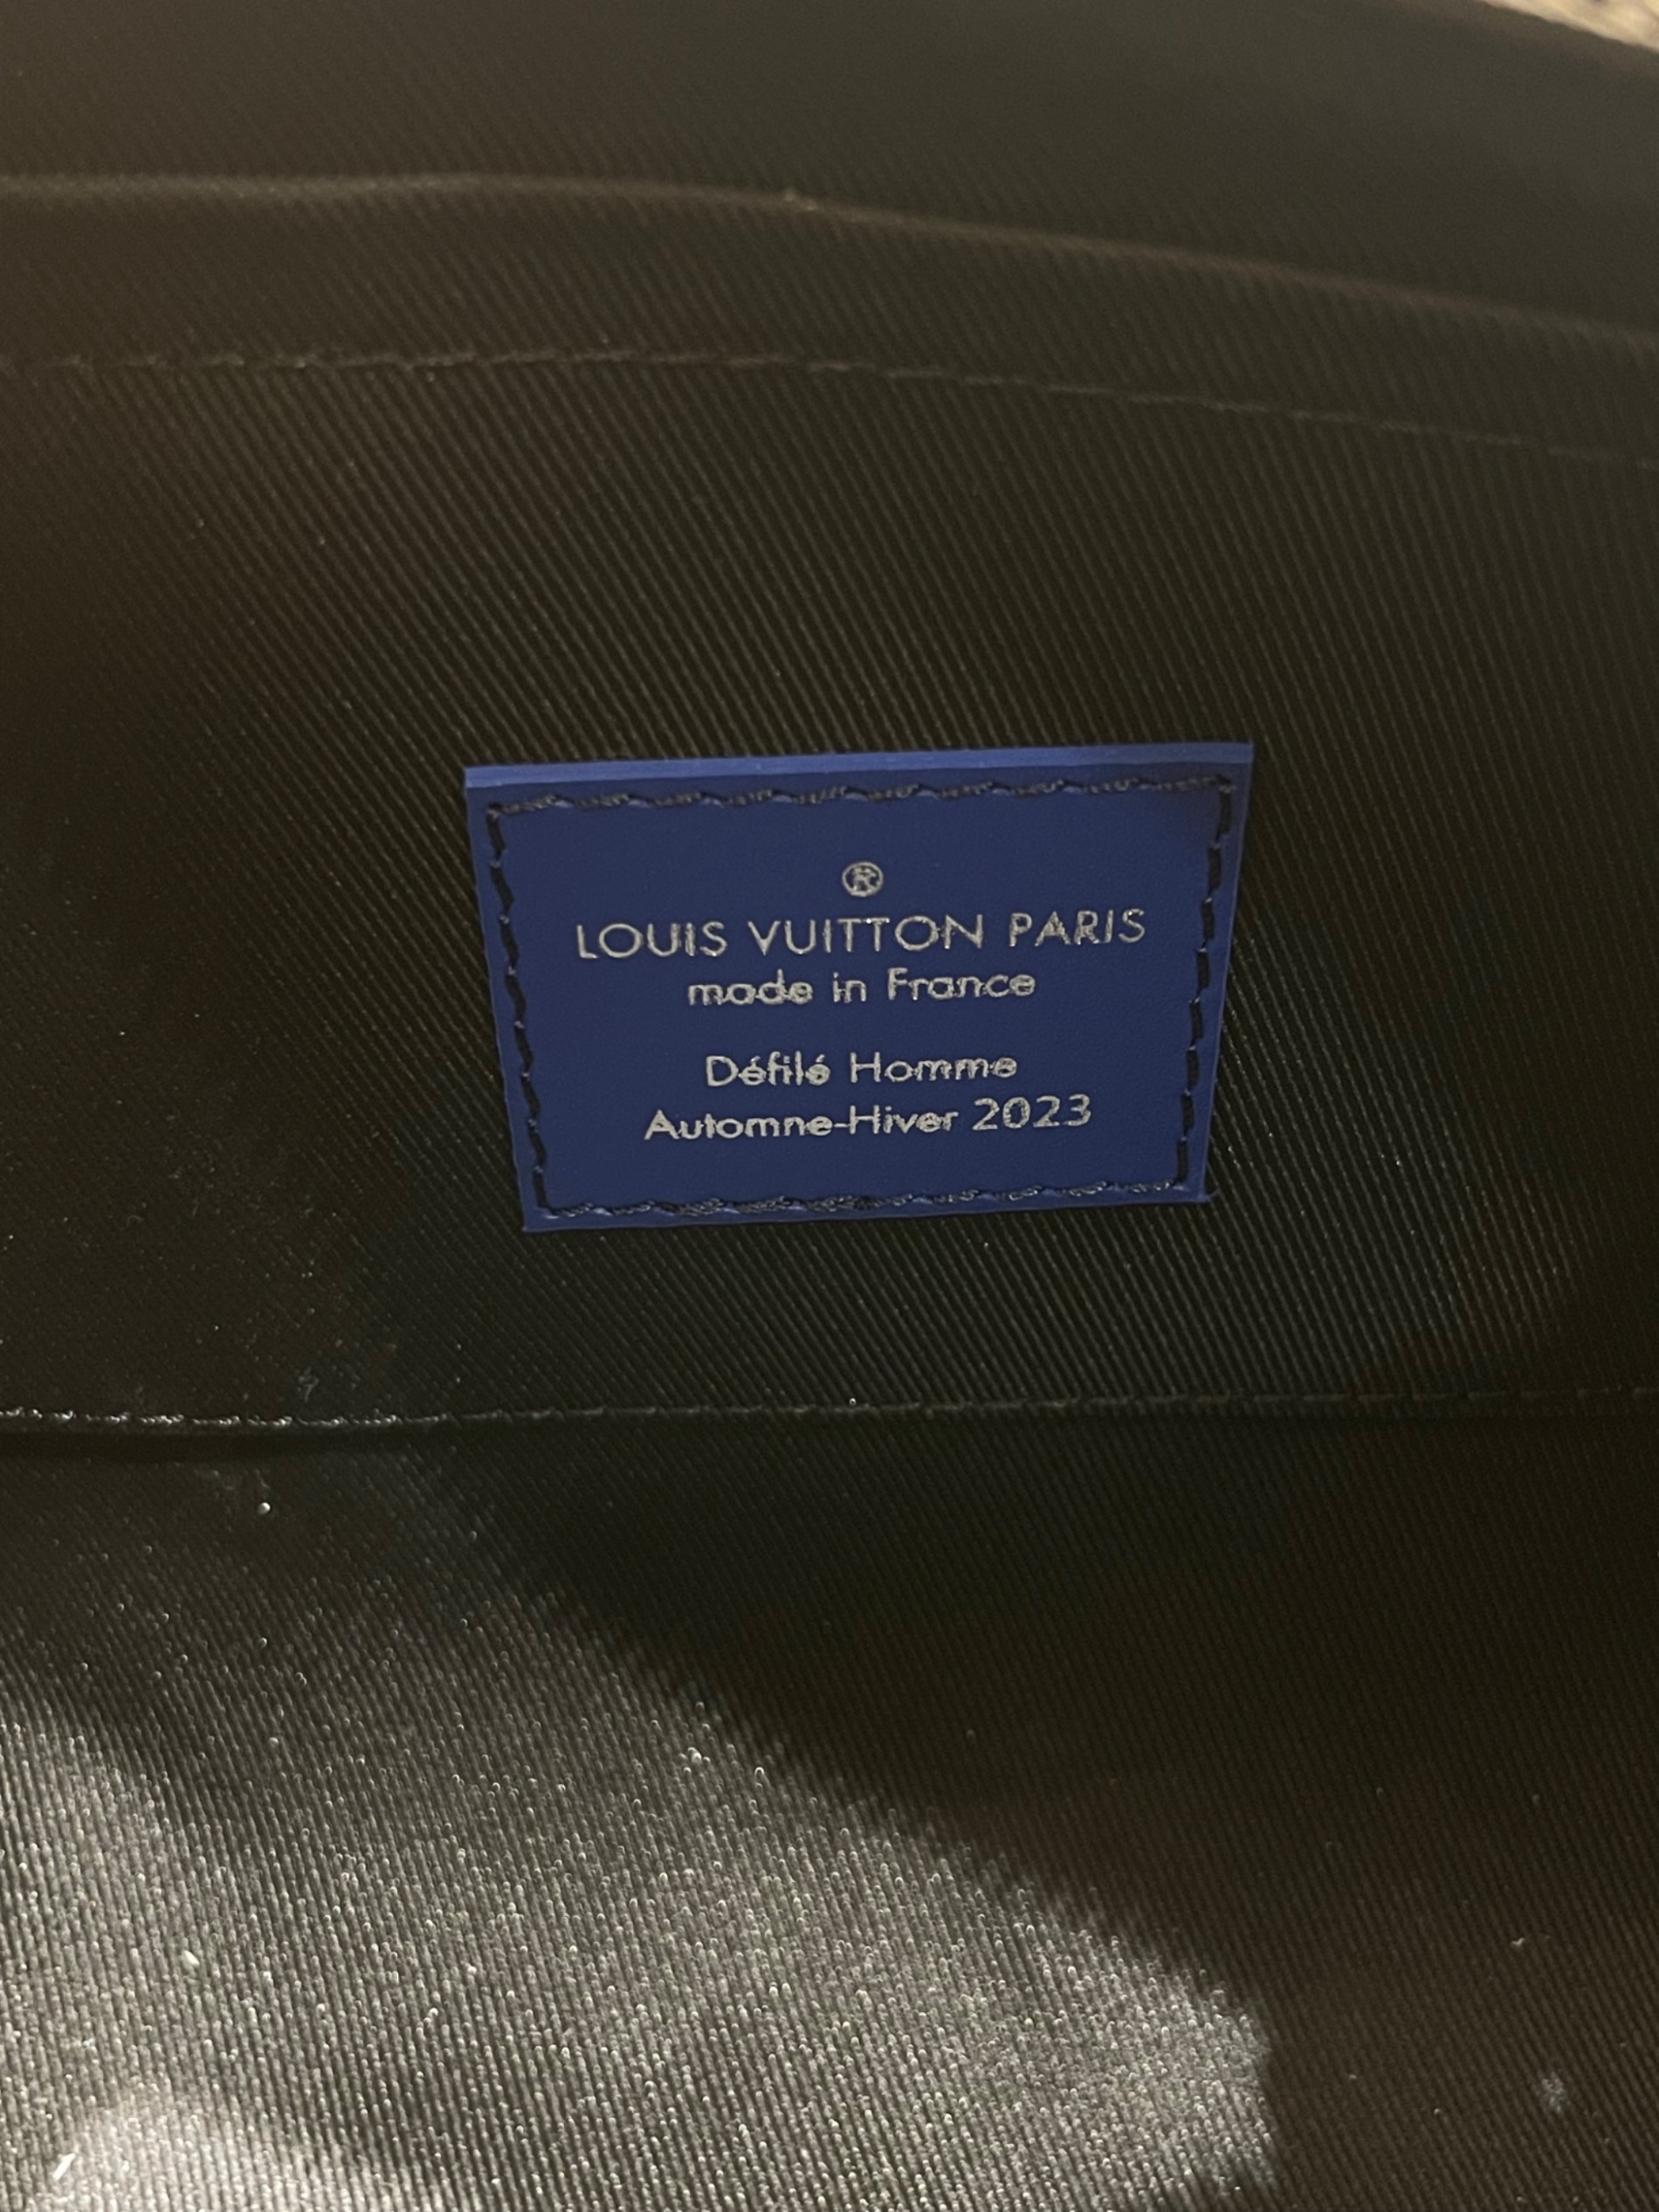 ®
LOUIS VUITTON PARIS
made in France
Défilé Homme
Automne-Hiver 2023